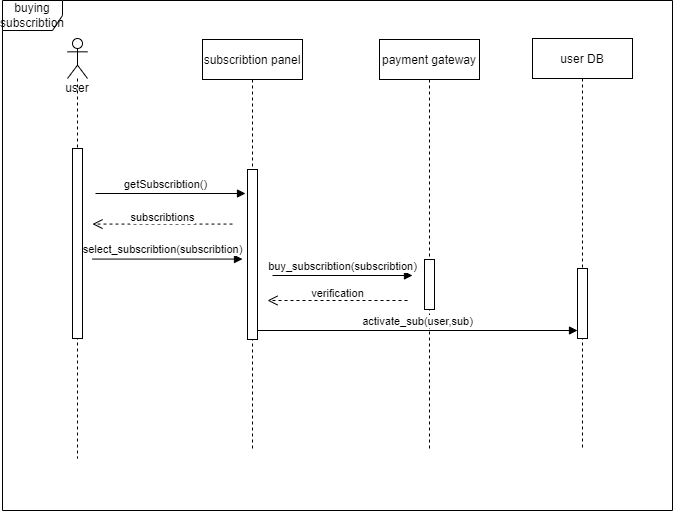 buying
subscribtion
user
subscribtion panel
payment gateway
user DB
getSubscribtion()
subscribtions
select_subscribtion(subscribtion)
buy_subscribtion(subscribtion)
verification
activate_sub(user,sub)